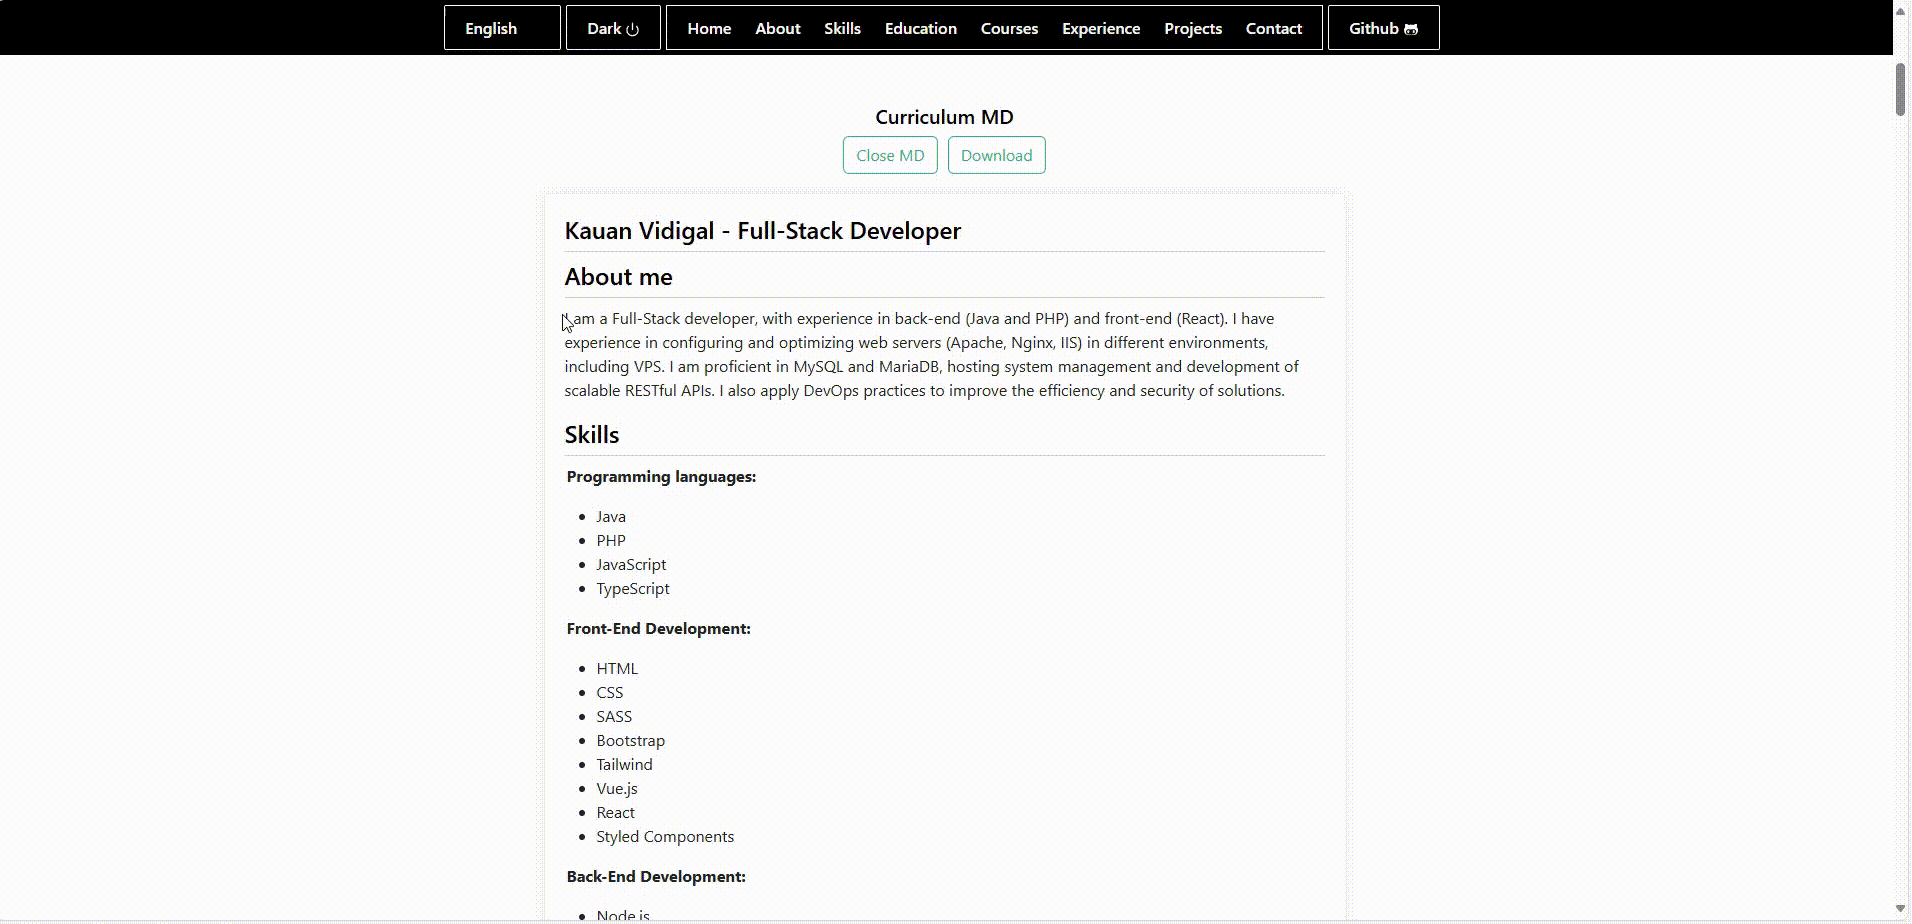 English Dark Home About Skills Education Courses Experience Projects Contact Github
Curriculum MD
Close MD Download
Kauan Vidigal - Full-Stack Developer
About me
I am a Full-Stack developer, with experience in back-end (Java and PHP) and front-end (React). I have
experience in configuring and optimizing web servers (Apache, Nginx, IIS) in different environments,
including VPS. I am proficient in MySQL and MariaDB, hosting system management and development of
scalable RESTful APIs. I also apply DevOps practices to improve the efficiency and security of solutions.
Skills
Programming languages:
Java
PHP
JavaScript
TypeScript
Front-End Development:
HTML
CSS
SASS
Bootstrap
Tailwind
Vue.js
React
Styled Components
Back-End Development:
Node.js